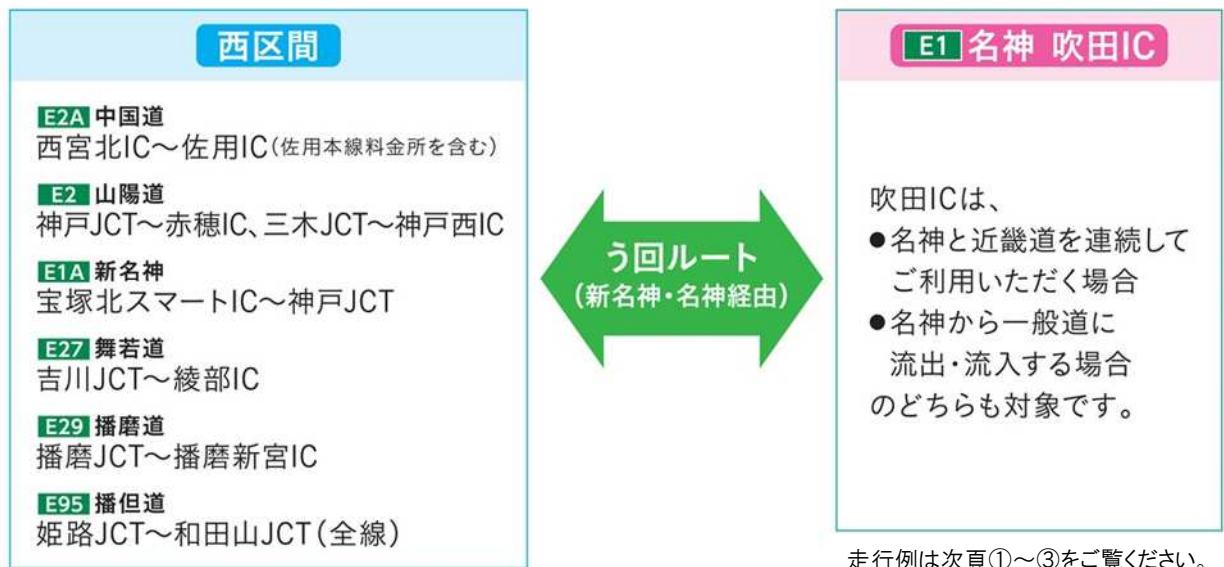 西区間
E2A 中国道
西宮北IC～佐用IC(佐用本線料金所を含む)
E2 山陽道
神戸JCT～赤穂IC、三木JCT～神戸西IC
E1A 新名神
宝塚北スマートIC～神戸JCT
E27 舞若道
吉川JCT～綾部IC
E29 播磨道
播磨JCT～播磨新宮IC
E95 播但道
姫路JCT～和田山JCT(全線)
う回ルート
(新名神・名神経由)
E1 名神 吹田IC
吹田ICは、
●名神と近畿道を連続して
ご利用いただく場合
●名神から一般道に
流出・流入する場合
のどちらも対象です。
走行例は次頁①～③をご覧ください。